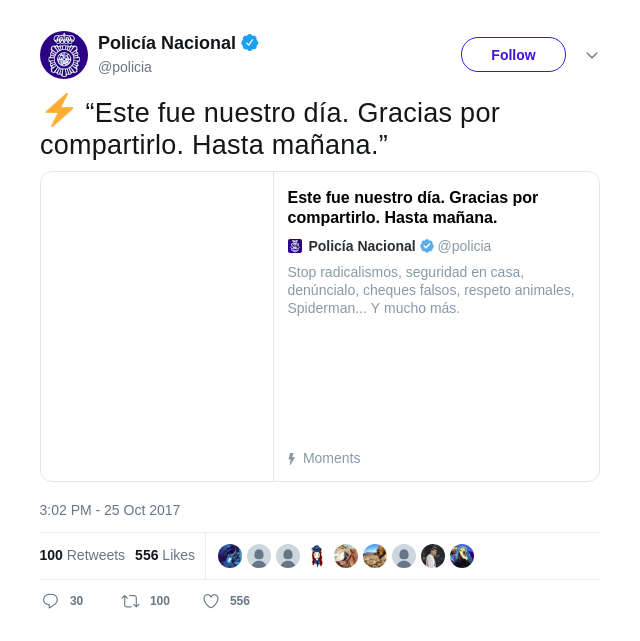 Policía Nacional
@policia
Follow
⚡ “Este fue nuestro día. Gracias por
compartirlo. Hasta mañana.”
Este fue nuestro día. Gracias por
compartirlo. Hasta mañana.
Policía Nacional @policia
Stop radicalismos, seguridad en casa,
denúncialo, cheques falsos, respeto animales,
Spiderman... Y mucho más.
Moments
3:02 PM - 25 Oct 2017
100 Retweets 556 Likes
30 100 556